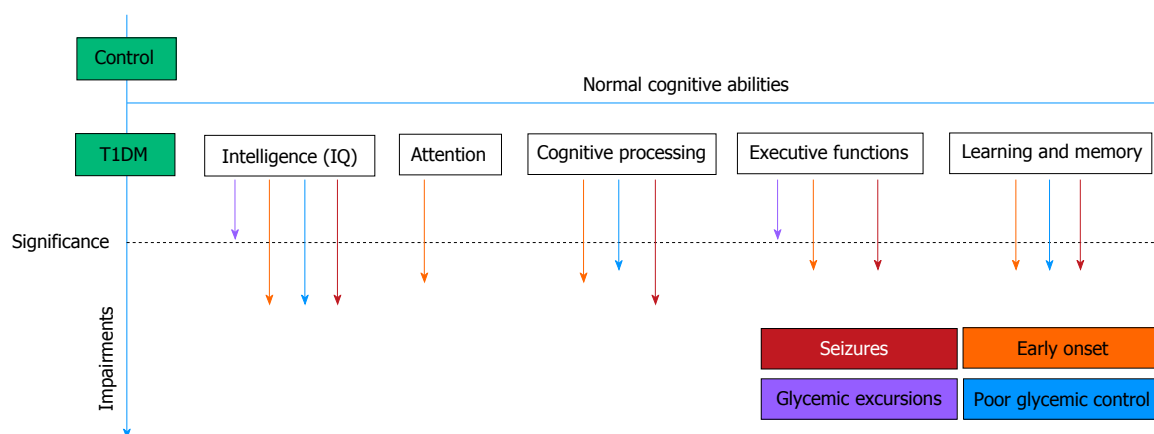 Control
Normal cognitive abilities
T1DM
Intelligence (IQ)
Attention
Cognitive processing
Executive functions
Learning and memory
Significance
Impairments
Seizures
Early onset
Glycemic excursions
Poor glycemic control